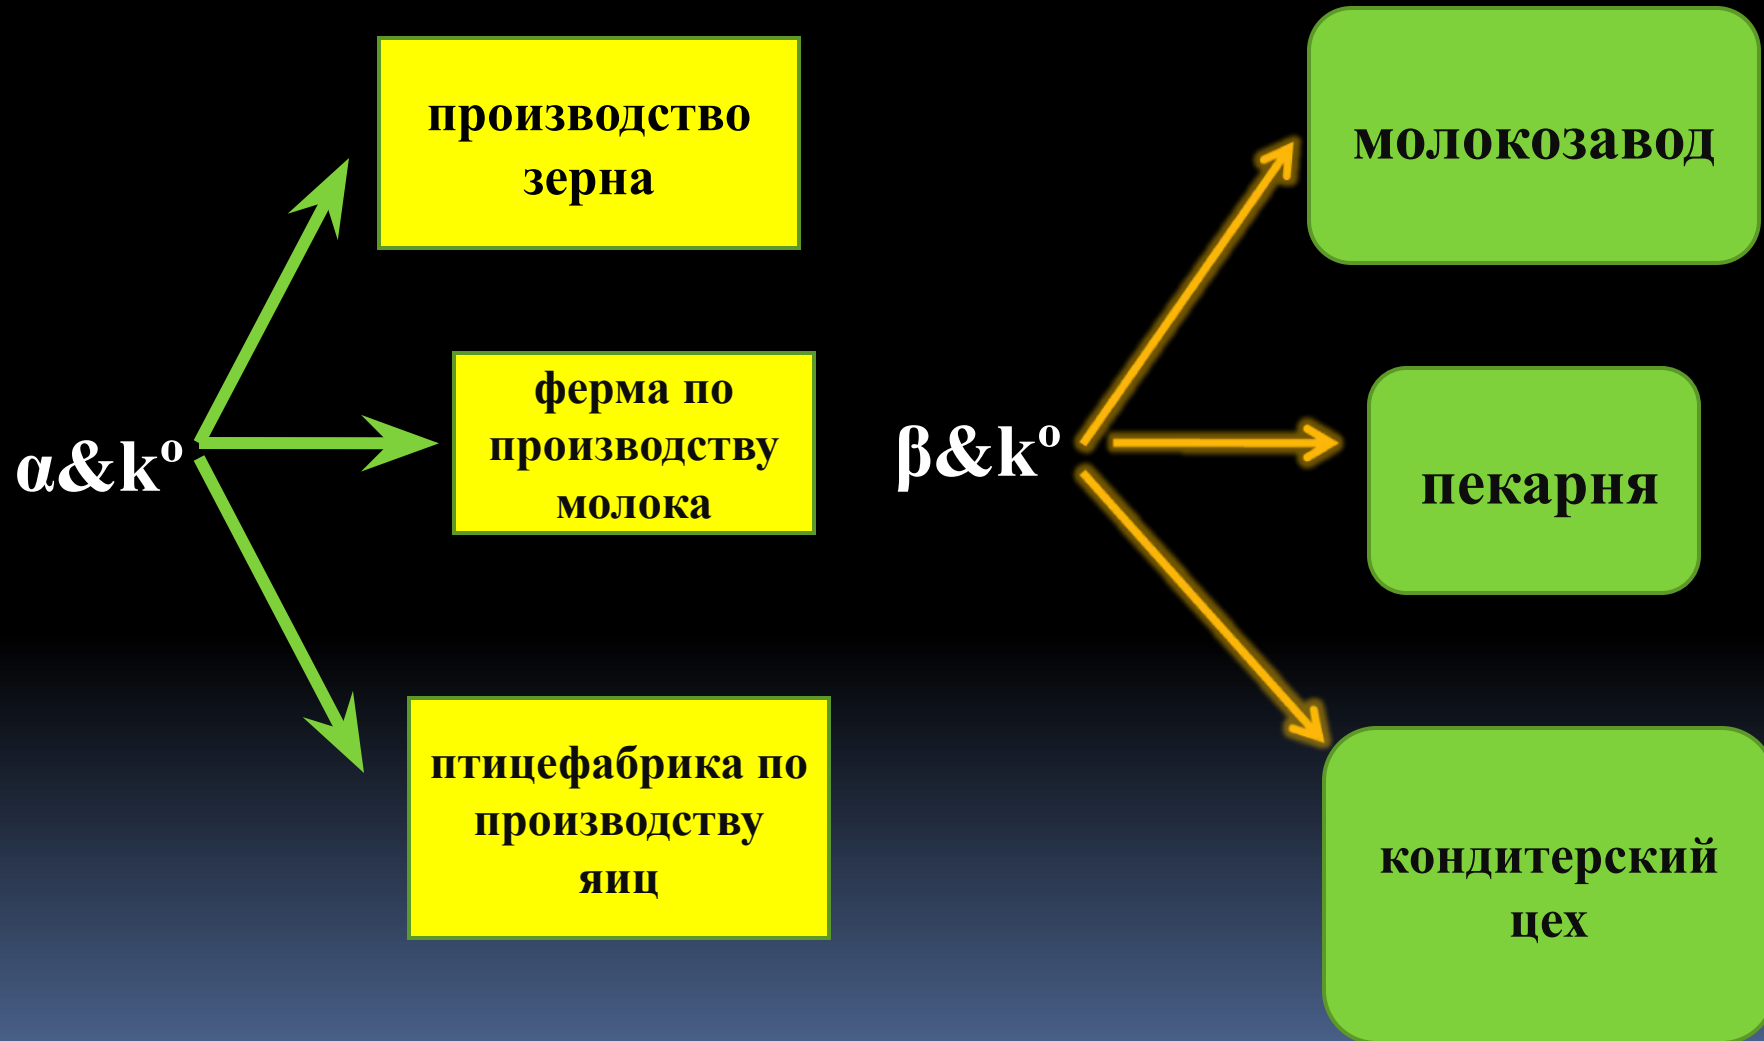 производство
зерна
α&kº
ферма по
производству
молока
птицефабрика по
производству
яиц
β&kº
молокозавод
пекарня
кондитерский
цех